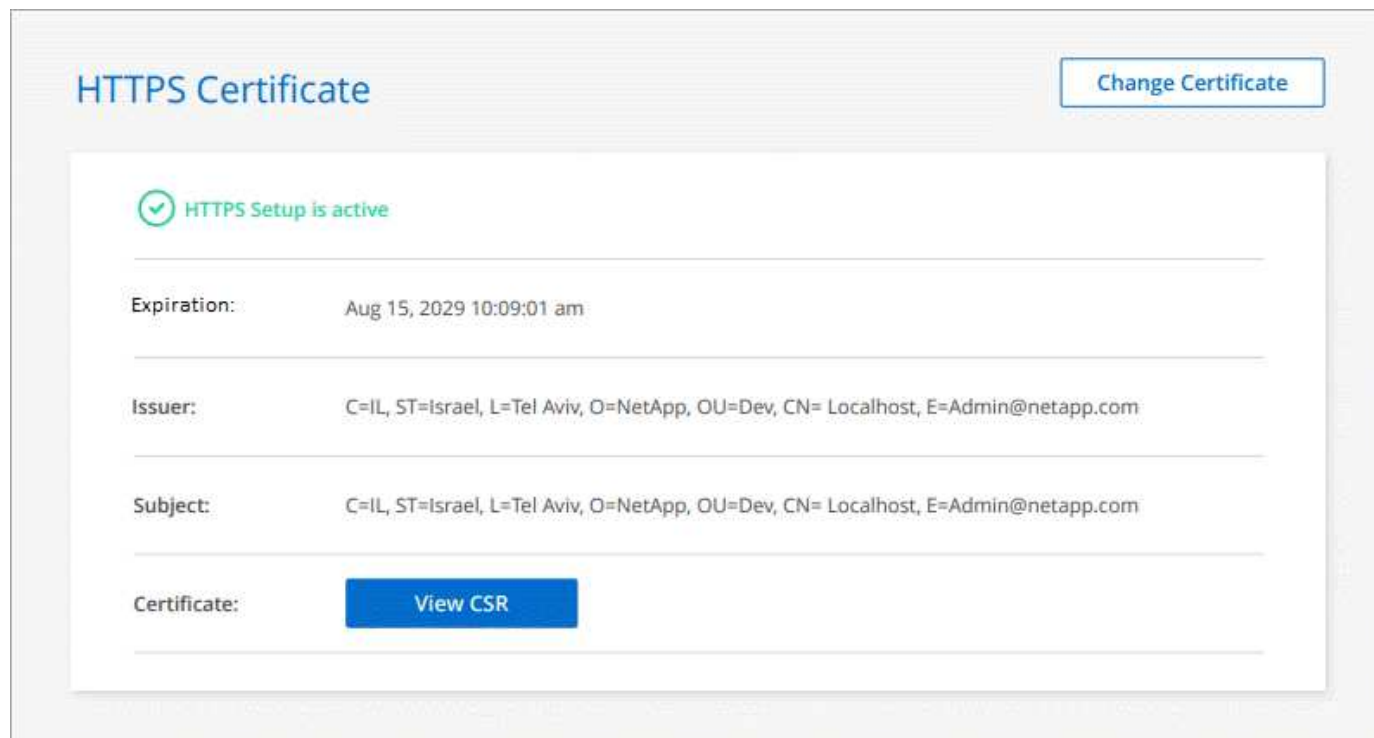 HTTPS Certificate
Change Certificate
HTTPS Setup is active
Expiration: Aug 15, 2029 10:09:01 am
Issuer: C=IL, ST=Israel, L=Tel Aviv, O=NetApp, OU=Dev, CN= Localhost, E=Admin@netapp.com
Subject: C=IL, ST=Israel, L=Tel Aviv, O=NetApp, OU=Dev, CN= Localhost, E=Admin@netapp.com
Certificate: View CSR